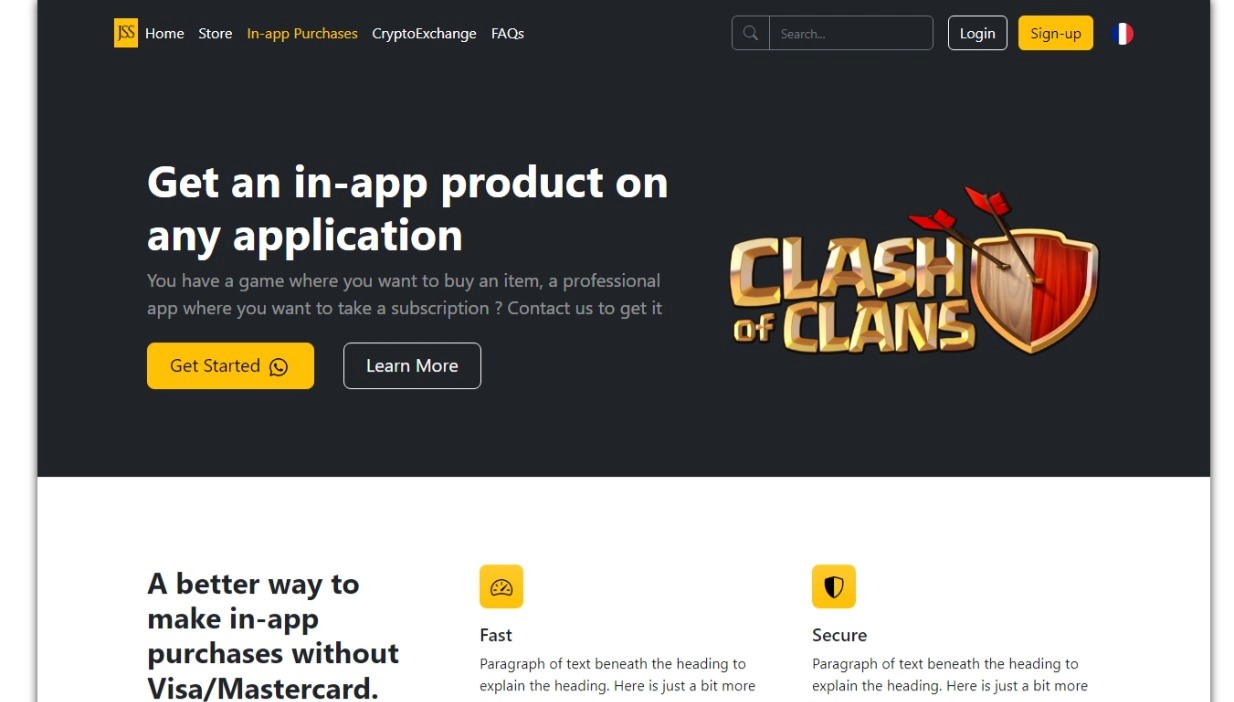 JSS Home Store In-app Purchases CryptoExchange FAQs Search... Login Sign-up
Get an in-app product on
any application
You have a game where you want to buy an item, a professional
app where you want to take a subscription ? Contact us to get it
Get Started Learn More
CLASH
OF CLANS
A better way to
make in-app
purchases without
Visa/Mastercard.
Fast
Paragraph of text beneath the heading to
explain the heading. Here is just a bit more
Secure
Paragraph of text beneath the heading to
explain the heading. Here is just a bit more